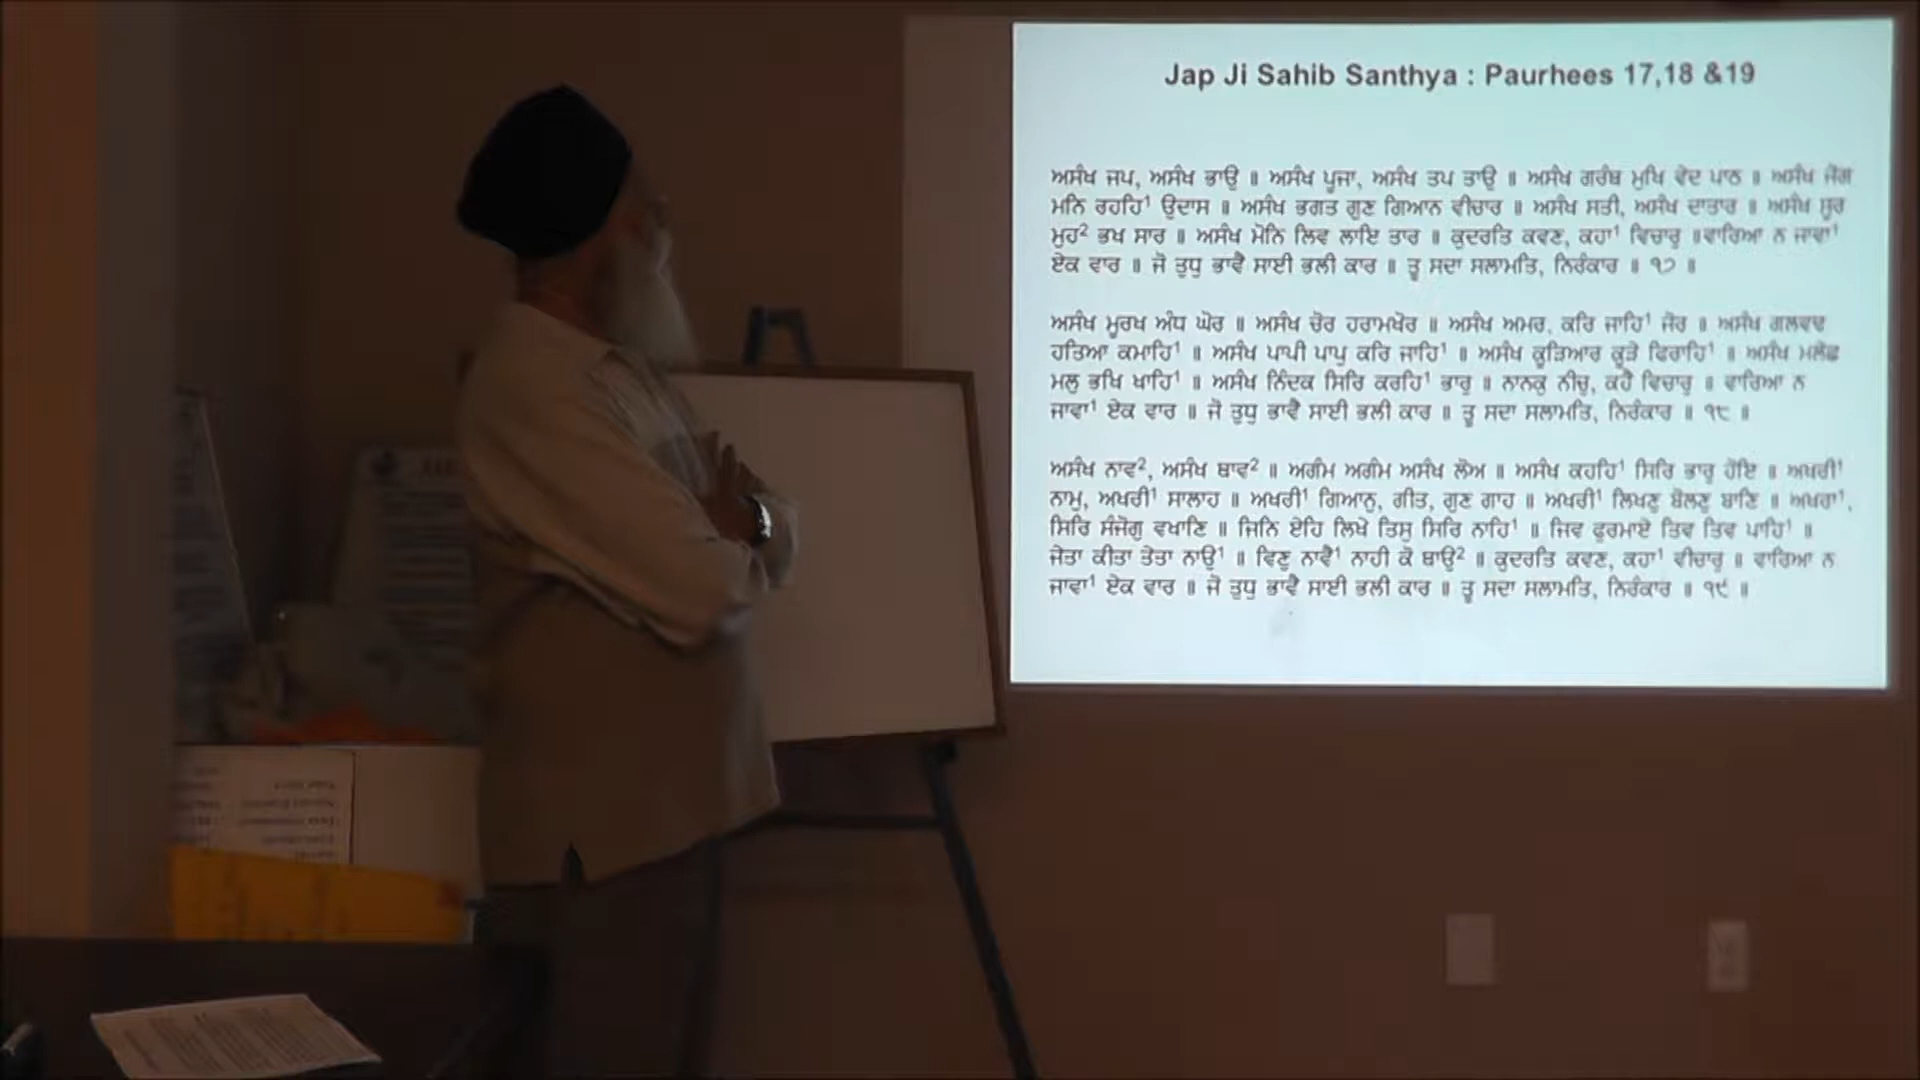 Jap Ji Sahib Santhya : Paurhees 17,18 &19
ਅਸੰਖ ਜਪ, ਅਸੰਖ ਭਾਉ ॥ ਅਸੰਖ ਪੂਜਾ, ਅਸੰਖ ਤਪ ਤਾਉ ॥ ਅਸੰਖ ਗਰੰਥ ਮੁਖਿ ਵੇਦ ਪਾਠ ॥ ਅਸੰਖ ਜੋਗ
ਮਨਿ ਰਹਹਿ¹ ਉਦਾਸ ॥ ਅਸੰਖ ਭਗਤ ਗੁਣ ਗਿਆਨ ਵੀਚਾਰ ॥ ਅਸੰਖ ਸਤੀ, ਅਸੰਖ ਦਾਤਾਰ ॥ ਅਸੰਖ ਸੂਰ
ਮੁਹ² ਭਖ ਸਾਰ ॥ ਅਸੰਖ ਮੋਨਿ ਲਿਵ ਲਾਇ ਤਾਰ ॥ ਕੁਦਰਤਿ ਕਵਣ, ਕਹਾ¹ ਵਿਚਾਰੁ ॥ਵਾਰਿਆ ਨ ਜਾਵਾ¹
ਏਕ ਵਾਰ ॥ ਜੋ ਤੁਧੁ ਭਾਵੈ ਸਾਈ ਭਲੀ ਕਾਰ ॥ ਤੂ ਸਦਾ ਸਲਾਮਤਿ, ਨਿਰੰਕਾਰ ॥ ੧੭ ॥
ਅਸੰਖ ਮੂਰਖ ਅੰਧ ਘੋਰ ॥ ਅਸੰਖ ਚੋਰ ਹਰਾਮਖੋਰ ॥ ਅਸੰਖ ਅਮਰ, ਕਰਿ ਜਾਹਿ¹ ਜੋਰ ॥ ਅਸੰਖ ਗਲਵਢ
ਹਤਿਆ ਕਮਾਹਿ¹ ॥ ਅਸੰਖ ਪਾਪੀ ਪਾਪੁ ਕਰਿ ਜਾਹਿ¹ ॥ ਅਸੰਖ ਕੂੜਿਆਰ ਕੂੜੇ ਫਿਰਾਹਿ¹ ॥ ਅਸੰਖ ਮਲੇਛ
ਮਲੁ ਭਖਿ ਖਾਹਿ¹ ॥ ਅਸੰਖ ਨਿੰਦਕ ਸਿਰਿ ਕਰਹਿ¹ ਭਾਰੁ ॥ ਨਾਨਕੁ ਨੀਚੁ, ਕਹੈ ਵਿਚਾਰੁ ॥ ਵਾਰਿਆ ਨ
ਜਾਵਾ¹ ਏਕ ਵਾਰ ॥ ਜੋ ਤੁਧੁ ਭਾਵੈ ਸਾਈ ਭਲੀ ਕਾਰ ॥ ਤੂ ਸਦਾ ਸਲਾਮਤਿ, ਨਿਰੰਕਾਰ ॥ ੧੮ ॥
ਅਸੰਖ ਨਾਵ², ਅਸੰਖ ਥਾਵ² ॥ ਅਗੰਮ ਅਗੰਮ ਅਸੰਖ ਲੋਅ ॥ ਅਸੰਖ ਕਹਹਿ¹ ਸਿਰਿ ਭਾਰੁ ਹੋਇ ॥ ਅਖਰੀ¹
ਨਾਮੁ, ਅਖਰੀ¹ ਸਾਲਾਹ ॥ ਅਖਰੀ¹ ਗਿਆਨੁ, ਗੀਤ, ਗੁਣ ਗਾਹ ॥ ਅਖਰੀ¹ ਲਿਖਣੁ ਬੋਲਣੁ ਬਾਣਿ ॥ ਅਖਰਾ¹,
ਸਿਰਿ ਸੰਜੋਗੁ ਵਖਾਣਿ ॥ ਜਿਨਿ ਏਹਿ ਲਿਖੇ ਤਿਸੁ ਸਿਰਿ ਨਾਹਿ¹ ॥ ਜਿਵ ਫੁਰਮਾਏ ਤਿਵ ਤਿਵ ਪਾਹਿ¹ ॥
ਜੇਤਾ ਕੀਤਾ ਤੇਤਾ ਨਾਉ¹ ॥ ਵਿਣੁ ਨਾਵੈ¹ ਨਾਹੀ ਕੋ ਥਾਉ² ॥ ਕੁਦਰਤਿ ਕਵਣ, ਕਹਾ¹ ਵੀਚਾਰੁ ॥ ਵਾਰਿਆ ਨ
ਜਾਵਾ¹ ਏਕ ਵਾਰ ॥ ਜੋ ਤੁਧੁ ਭਾਵੈ ਸਾਈ ਭਲੀ ਕਾਰ ॥ ਤੂ ਸਦਾ ਸਲਾਮਤਿ, ਨਿਰੰਕਾਰ ॥ ੧੯ ॥